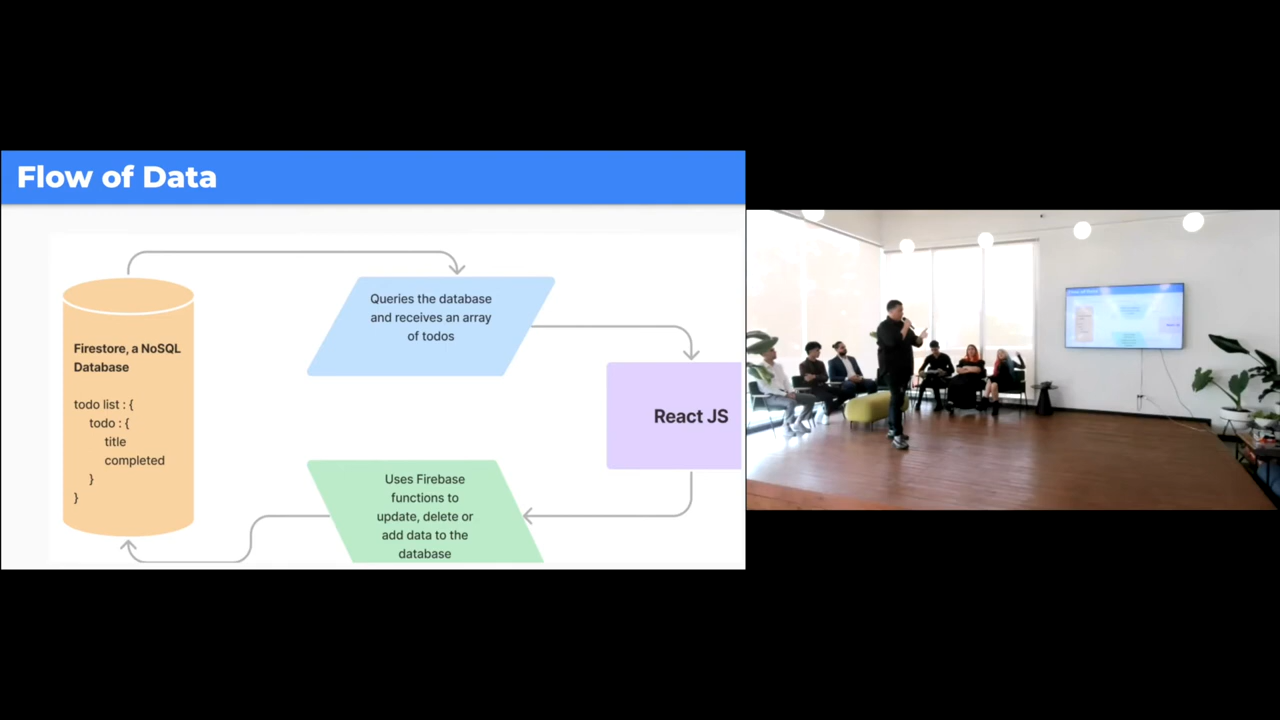 Flow of Data
Firestore, a NoSQL
Database
todo list : {
todo : {
title
completed
}
}
Queries the database
and receives an array
of todos
React JS
Uses Firebase
functions to
update, delete or
add data to the
database